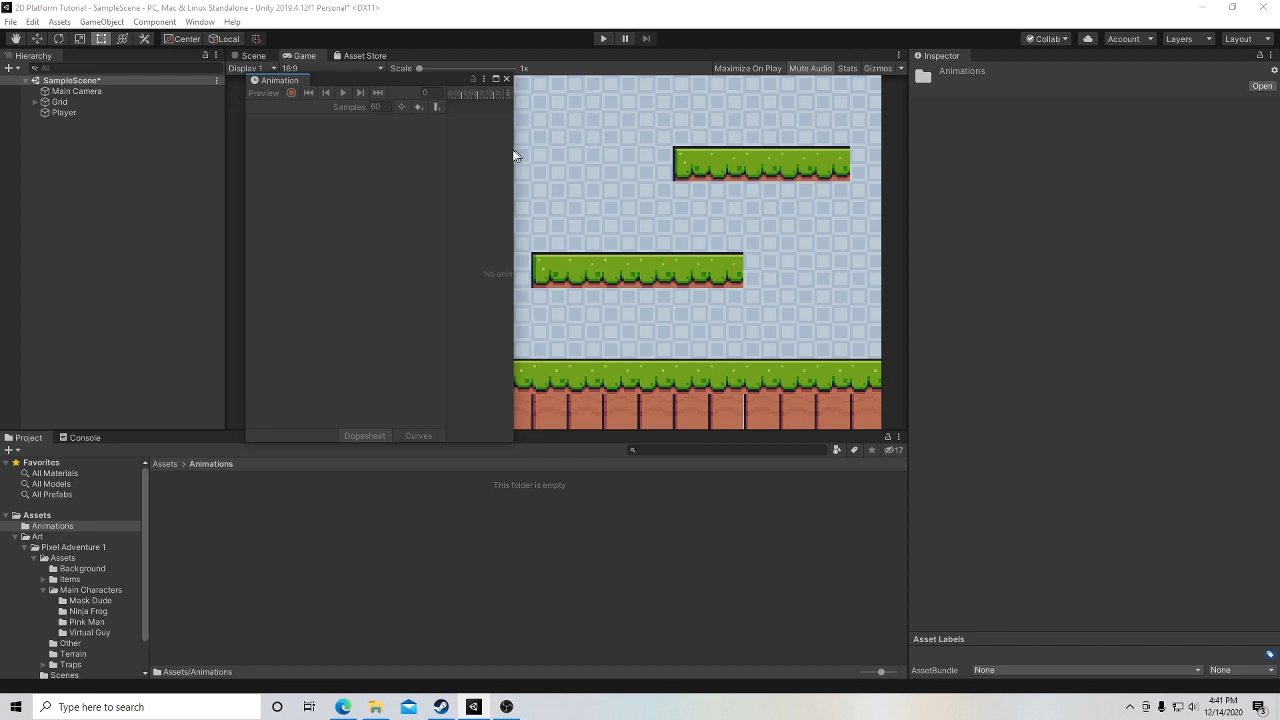 2D Platform Tutorial - SampleScene - PC, Mac & Linux Standalone - Unity 2019.4.12f1 Personal* <DX11>
File Edit Assets GameObject Component Window Help
Center Local Collab Account Layers Layout
Hierarchy Scene Game Asset Store Inspector
All Display 1 16:9 Scale 1x Maximize On Play Mute Audio Stats Gizmos Animations
SampleScene* Animation
Open
Main Camera Preview 0
Grid Samples 60
Player
No anim
Dopesheet Curves
Project Console
17
Favorites Assets > Animations
All Materials
All Models This folder is empty
All Prefabs
Assets
Animations
Art
Pixel Adventure 1
Assets
Background
Items
Main Characters
Mask Dude
Ninja Frog
Pink Man
Virtual Guy
Other Asset Labels
Terrain
Traps
Scenes Assets/Animations AssetBundle None None
Type here to search
4:41 PM
12/14/2020
3